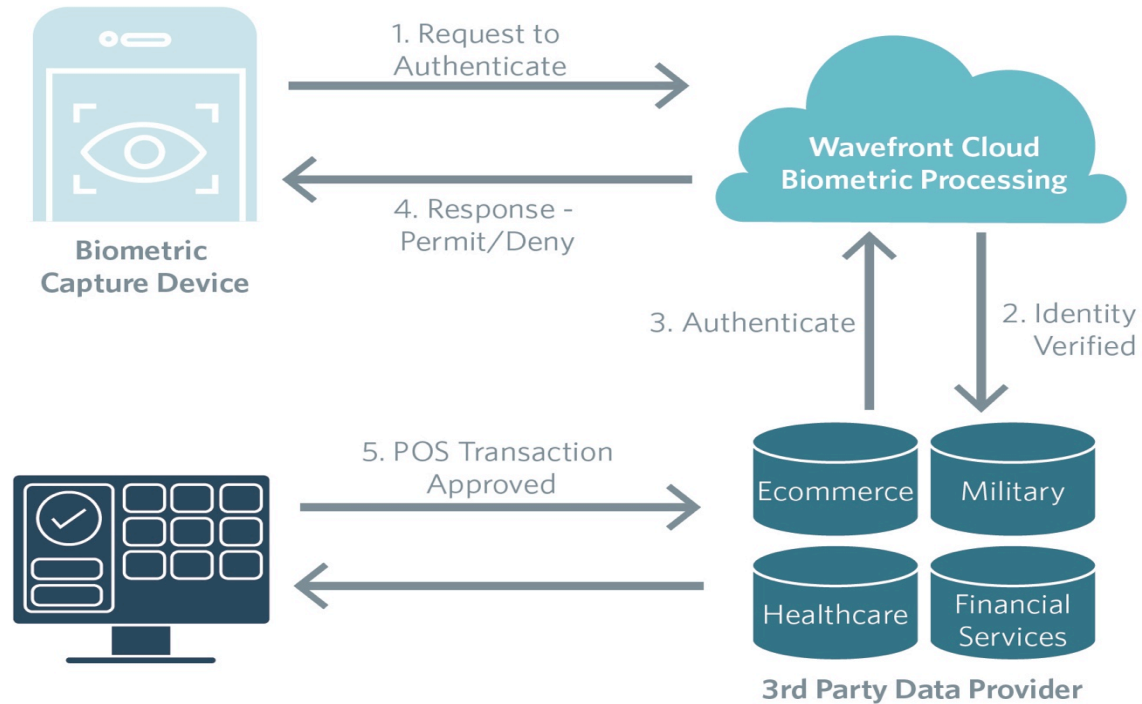 1. Request to
Authenticate
Wavefront Cloud
Biometric Processing
4. Response -
Permit/Deny
Biometric
Capture Device
3. Authenticate
2. Identity
Verified
5. POS Transaction
Approved
Ecommerce
Military
Healthcare
Financial
Services
3rd Party Data Provider